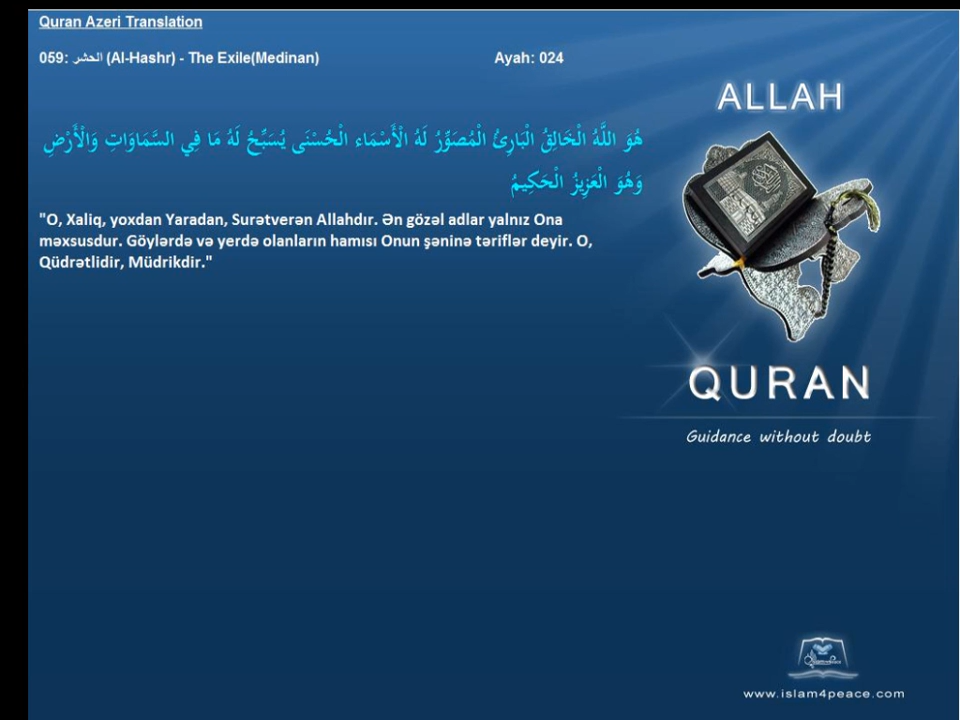 Quran Azeri Translation
059: الحشر (Al-Hashr) - The Exile(Medinan)
Ayah: 024
هُوَ اللَّهُ الْخَالِقُ الْبَارِئُ الْمُصَوِّرُ لَهُ الْأَسْمَاء الْحُسْنَى يُسَبِّحُ لَهُ مَا فِي السَّمَاوَاتِ وَالْأَرْضِ
وَهُوَ الْعَزِيزُ الْحَكِيمُ
"O, Xaliq, yoxdan Yaradan, Surətverən Allahdır. Ən gözəl adlar yalnız Ona
məxsusdur. Göylərdə və yerdə olanların hamısı Onun şəninə təriflər deyir. O,
Qüdrətlidir, Müdrikdir."
ALLAH
QURAN
Guidance without doubt
www.islam4peace.com